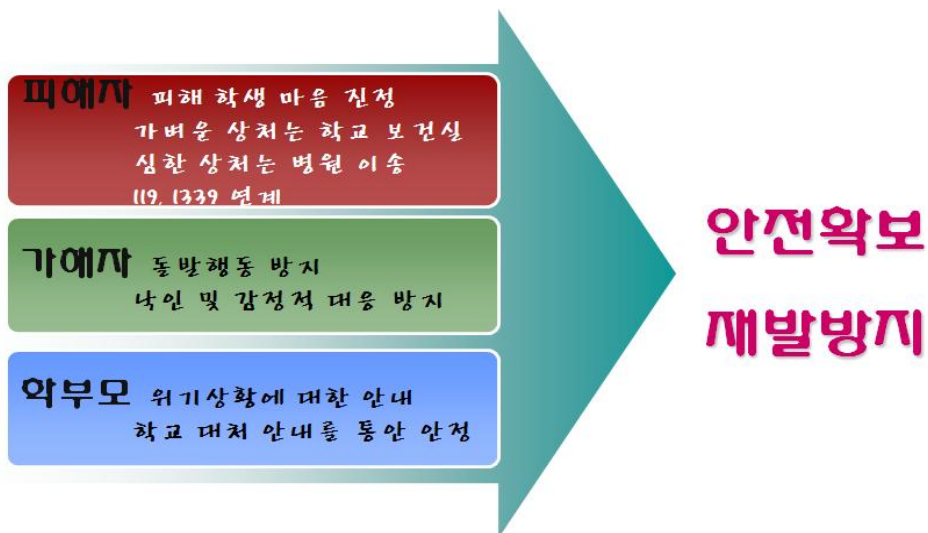 피해자 피해 학생 마음 진정
가벼운 상처는 학교 보건실
심한 상처는 병원 이송
119, 1339 연계
가해자 돌발행동 방지
낙인 및 감정적 대응 방지
학부모 위기상황에 대한 안내
학교 대처 안내를 통안 안정
안전확보
재발방지